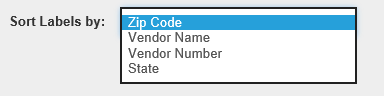 Sort Labels by: Zip Code
Vendor Name
Vendor Number
State